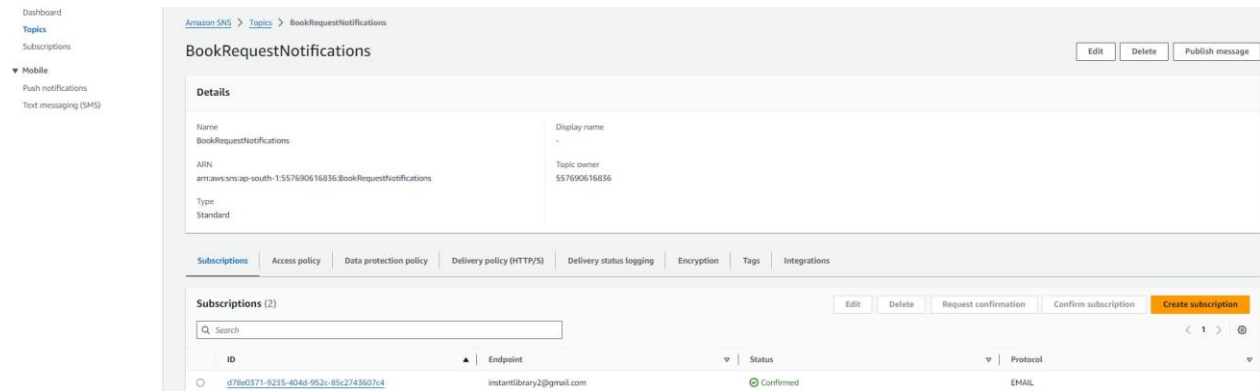 Dashboard
Topics
Subscriptions
Mobile
Push notifications
Text messaging (SMS)
Amazon SNS > Topics > BookRequestNotifications
BookRequestNotifications
Edit Delete Publish message
Details
Name
BookRequestNotifications
Display name
-
ARN
arn:aws:sns:ap-south-1:557690616836:BookRequestNotifications
Topic owner
557690616836
Type
Standard
Subscriptions Access policy Data protection policy Delivery policy (HTTP/S) Delivery status logging Encryption Tags Integrations
Subscriptions (2)
Edit Delete Request confirmation Confirm subscription Create subscription
Search
< 1 >
ID Endpoint Status Protocol
d78e0371-9235-404d-952c-85c2743607c4 instantlibrary2@gmail.com Confirmed EMAIL